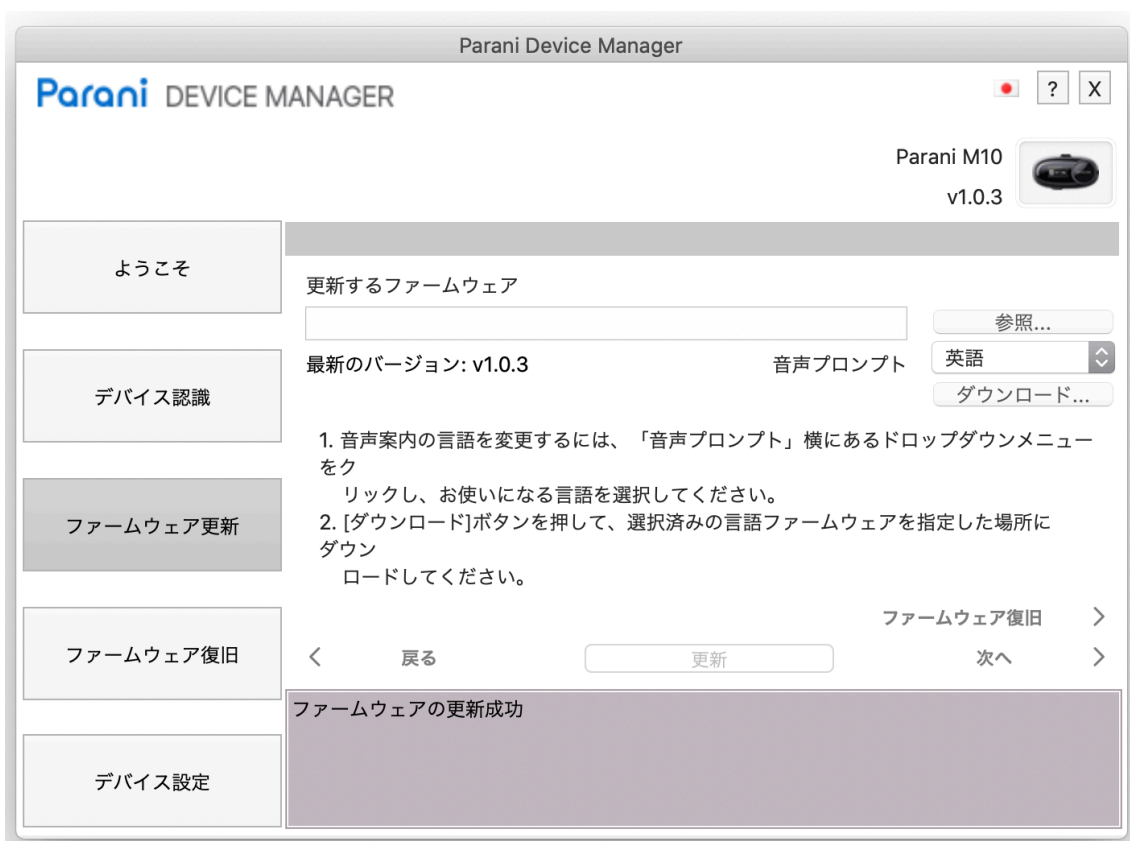 Parani Device Manager
Parani DEVICE MANAGER
? X
Parani M10
v1.0.3
ようこそ
デバイス認識
ファームウェア更新
ファームウェア復旧
デバイス設定
更新するファームウェア
参照...
最新のバージョン: v1.0.3 音声プロンプト 英語
ダウンロード...
1. 音声案内の言語を変更するには、「音声プロンプト」横にあるドロップダウンメニュー
をク
リックし、お使いになる言語を選択してください。
2. [ダウンロード]ボタンを押して、選択済みの言語ファームウェアを指定した場所に
ダウン
ロードしてください。
ファームウェア復旧 >
< 戻る 更新 次へ >
ファームウェアの更新成功